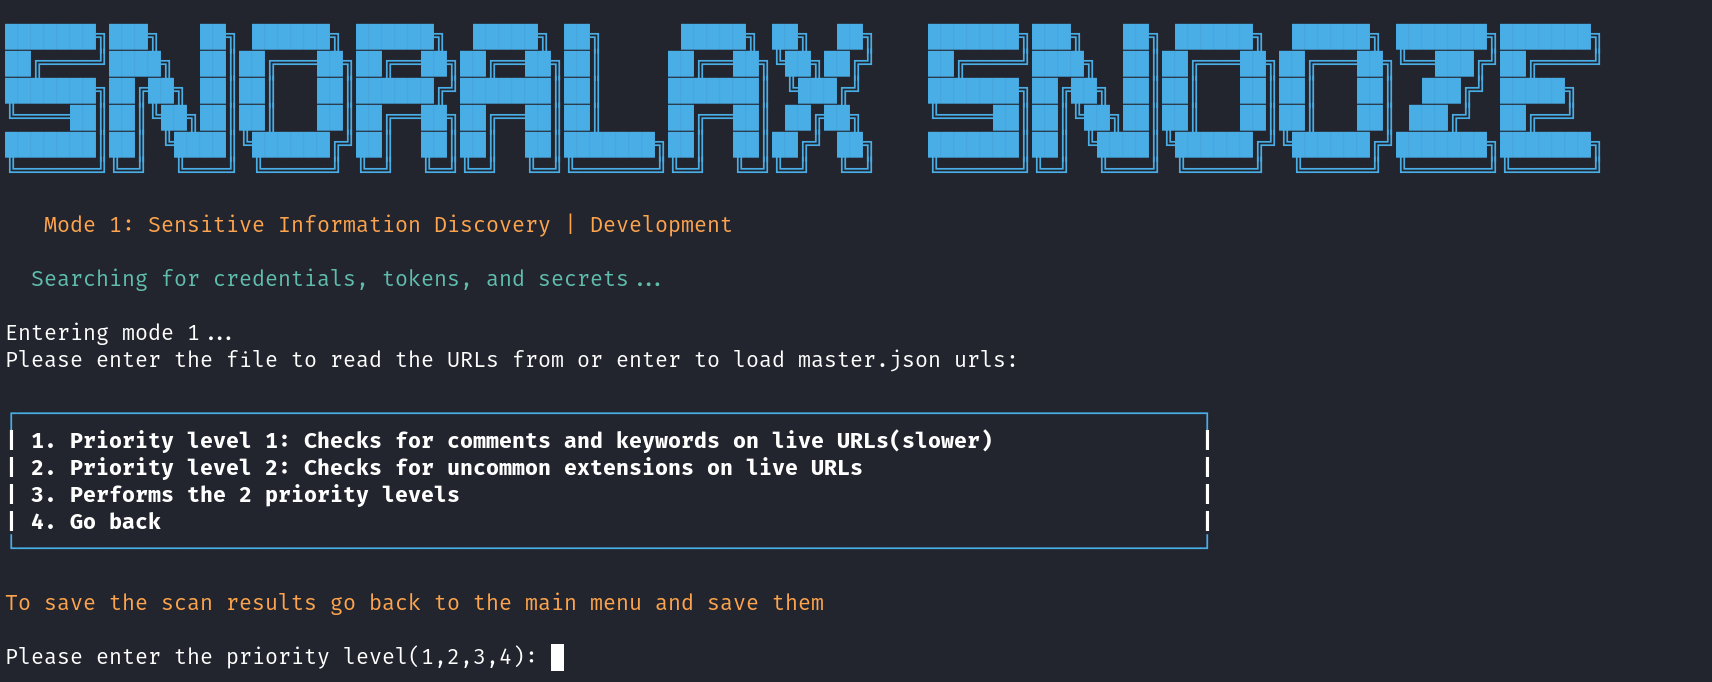 SNORALAX SNOOZE
Mode 1: Sensitive Information Discovery | Development
Searching for credentials, tokens, and secrets...
Entering mode 1...
Please enter the file to read the URLs from or enter to load master.json urls:
| 1. Priority level 1: Checks for comments and keywords on live URLs(slower) |
| 2. Priority level 2: Checks for uncommon extensions on live URLs |
| 3. Performs the 2 priority levels |
| 4. Go back |
To save the scan results go back to the main menu and save them
Please enter the priority level(1,2,3,4):